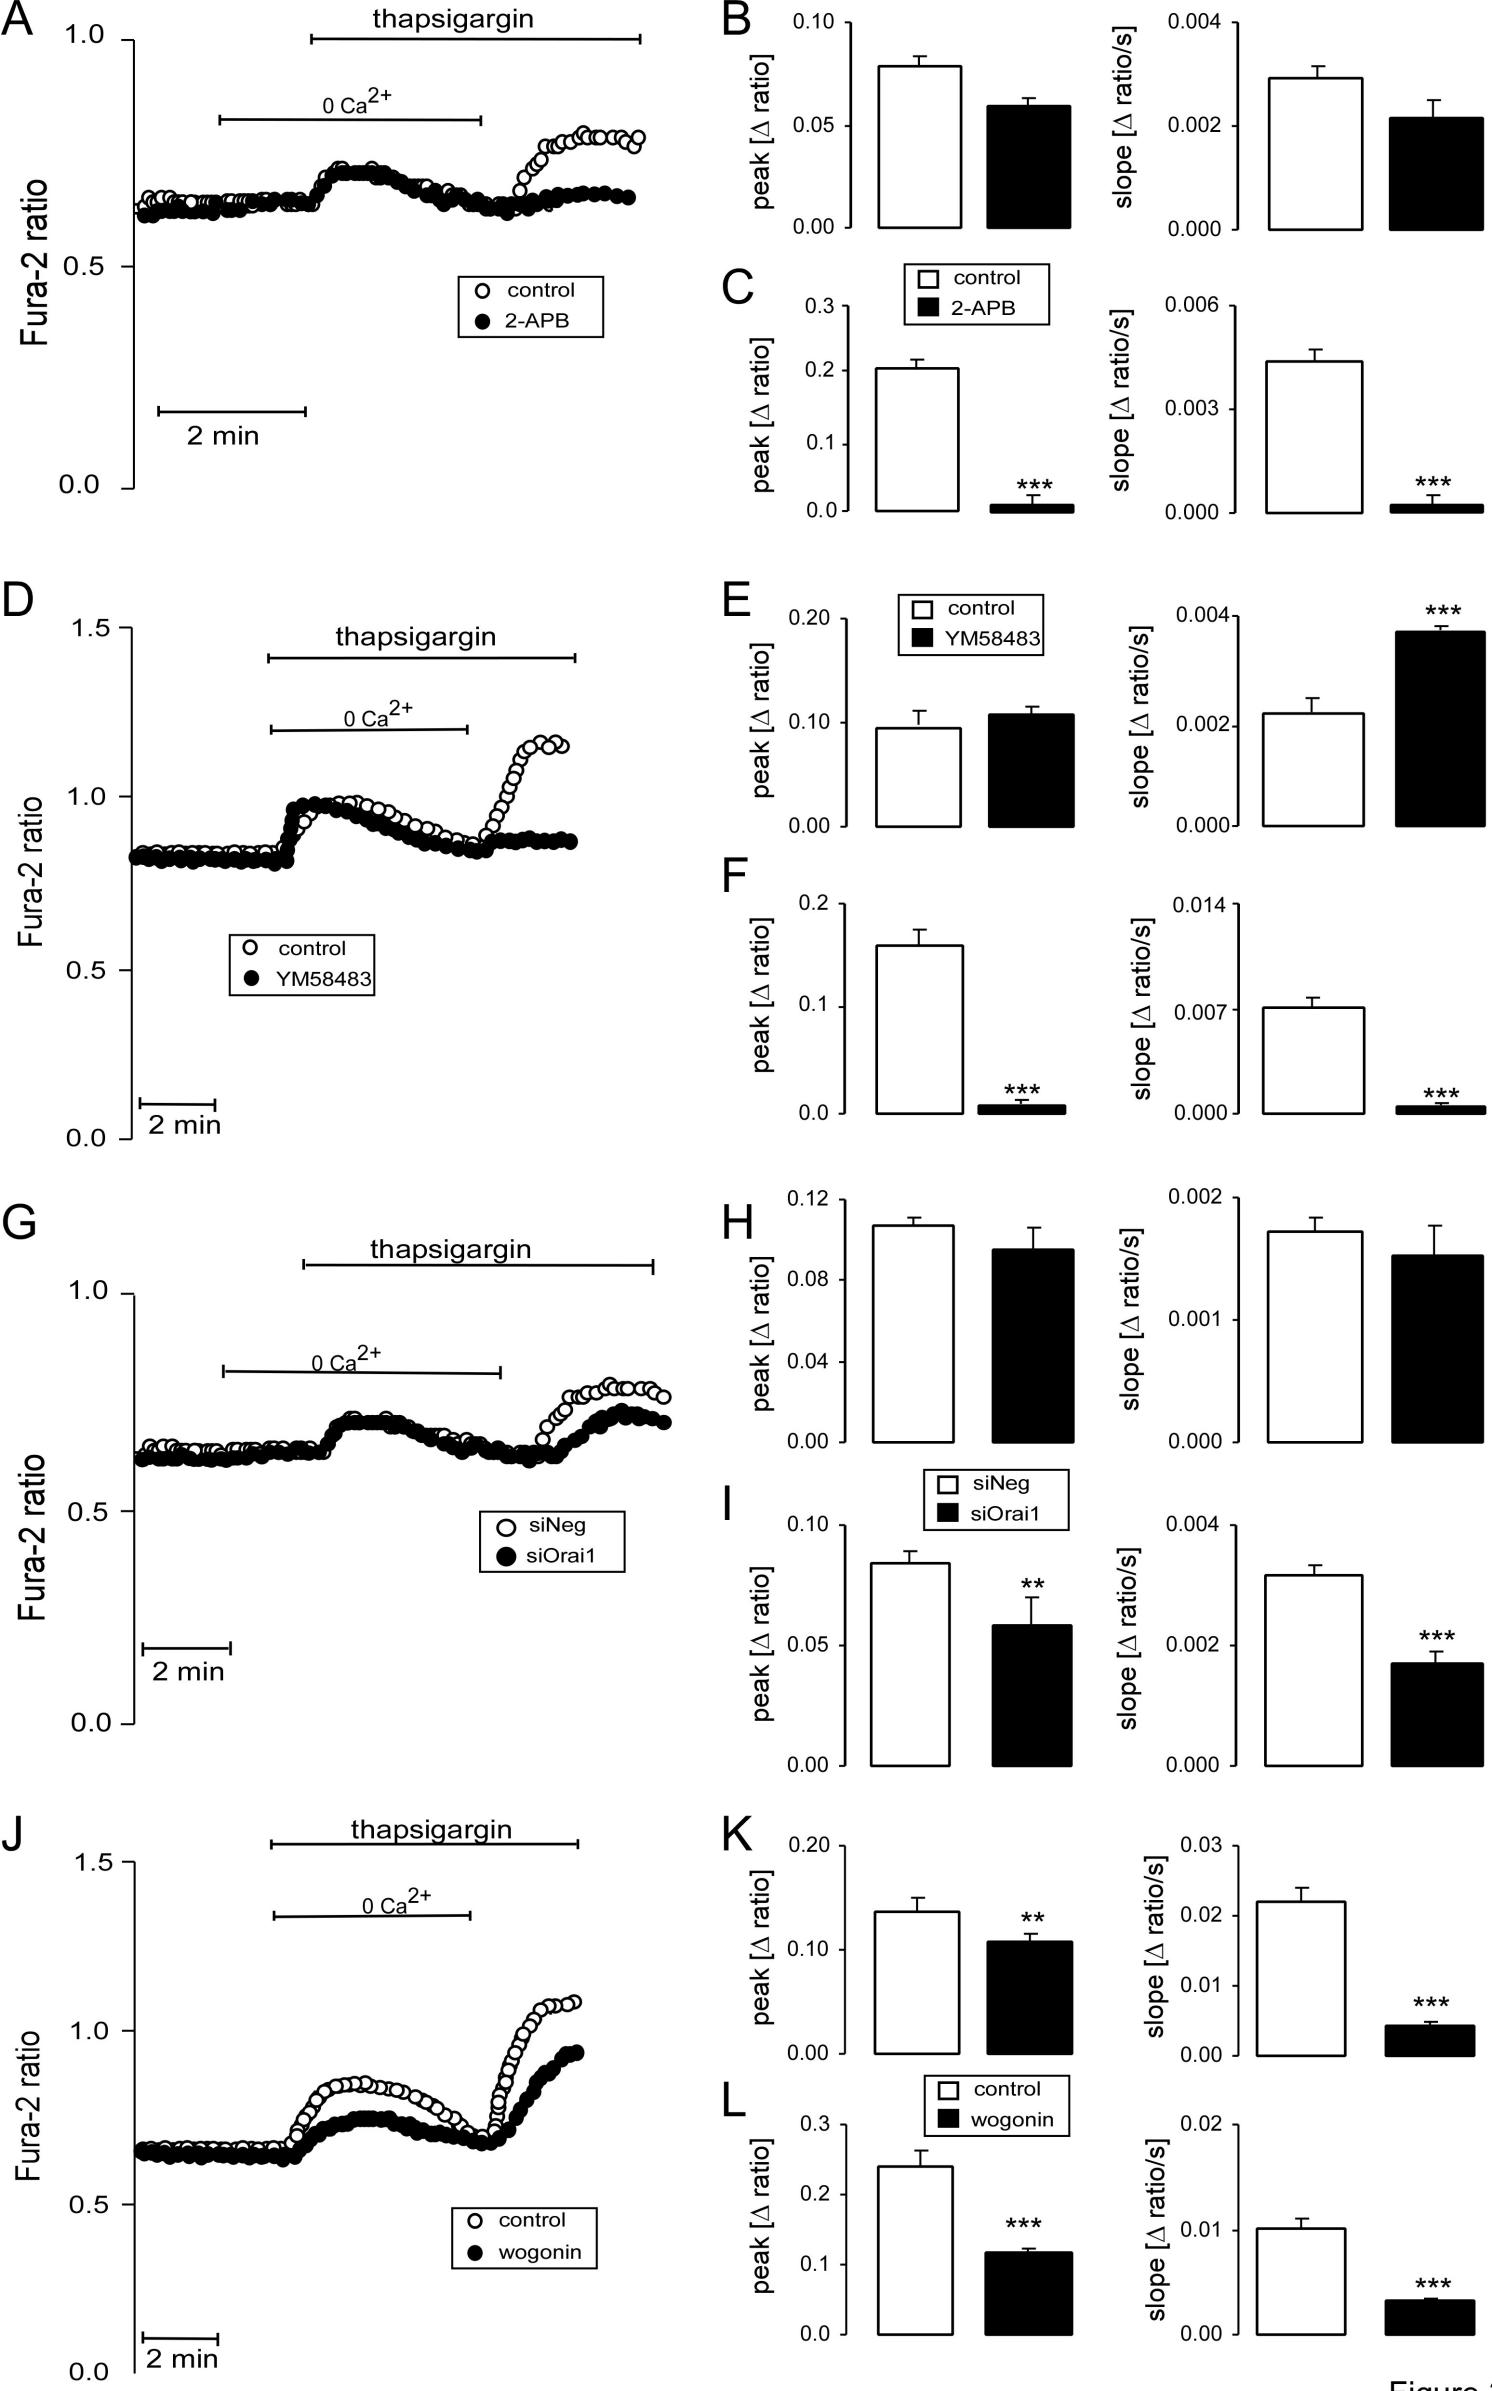 A
1.0
thapsigargin
0 Ca2+
Fura-2 ratio
0.5
control
2-APB
2 min
0.0
B
0.10
0.05
0.00
peak [Δ ratio]
0.004
0.002
0.000
slope [Δ ratio/s]
C
control
2-APB
0.3
0.2
0.1
0.0
peak [Δ ratio]
***
0.006
0.003
0.000
slope [Δ ratio/s]
***
D
1.5
thapsigargin
0 Ca2+
1.0
Fura-2 ratio
0.5
control
YM58483
2 min
0.0
E
control
YM58483
0.20
0.10
0.00
peak [Δ ratio]
0.004
0.002
0.000
slope [Δ ratio/s]
***
F
0.2
0.1
0.0
peak [Δ ratio]
***
0.014
0.007
0.000
slope [Δ ratio/s]
***
G
thapsigargin
1.0
0 Ca2+
Fura-2 ratio
0.5
siNeg
siOrai1
2 min
0.0
H
0.12
0.08
0.04
0.00
peak [Δ ratio]
0.002
0.001
0.000
slope [Δ ratio/s]
I
siNeg
siOrai1
0.10
0.05
0.00
peak [Δ ratio]
**
0.004
0.002
0.000
slope [Δ ratio/s]
***
J
thapsigargin
1.5
0 Ca2+
1.0
Fura-2 ratio
0.5
control
wogonin
2 min
0.0
K
0.20
0.10
0.00
peak [Δ ratio]
**
0.03
0.02
0.01
0.00
slope [Δ ratio/s]
***
L
control
wogonin
0.3
0.2
0.1
0.0
peak [Δ ratio]
***
0.02
0.01
0.00
slope [Δ ratio/s]
***